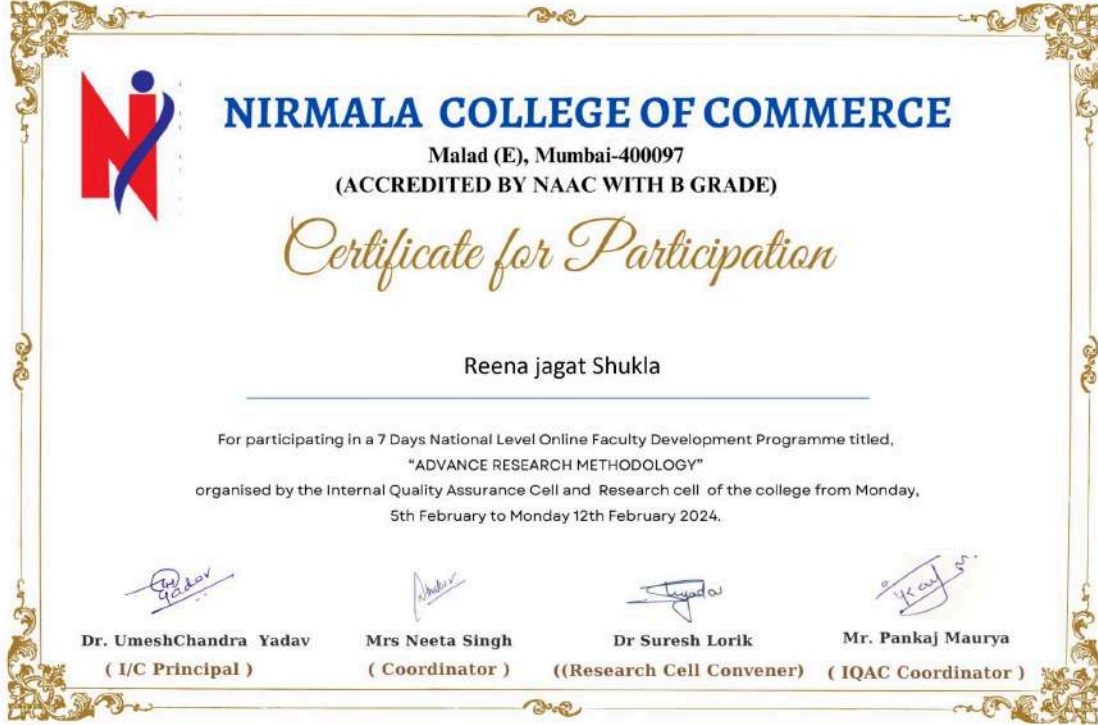 NIRMALA COLLEGE OF COMMERCE
Malad (E), Mumbai-400097
(ACCREDITED BY NAAC WITH B GRADE)
Certificate for Participation
Reena jagat Shukla
For participating in a 7 Days National Level Online Faculty Development Programme titled,
“ADVANCE RESEARCH METHODOLOGY”
organised by the Internal Quality Assurance Cell and Research cell of the college from Monday,
5th February to Monday 12th February 2024.
Dr. UmeshChandra Yadav
( I/C Principal )
Mrs Neeta Singh
( Coordinator )
Dr Suresh Lorik
((Research Cell Convener)
Mr. Pankaj Maurya
( IQAC Coordinator )